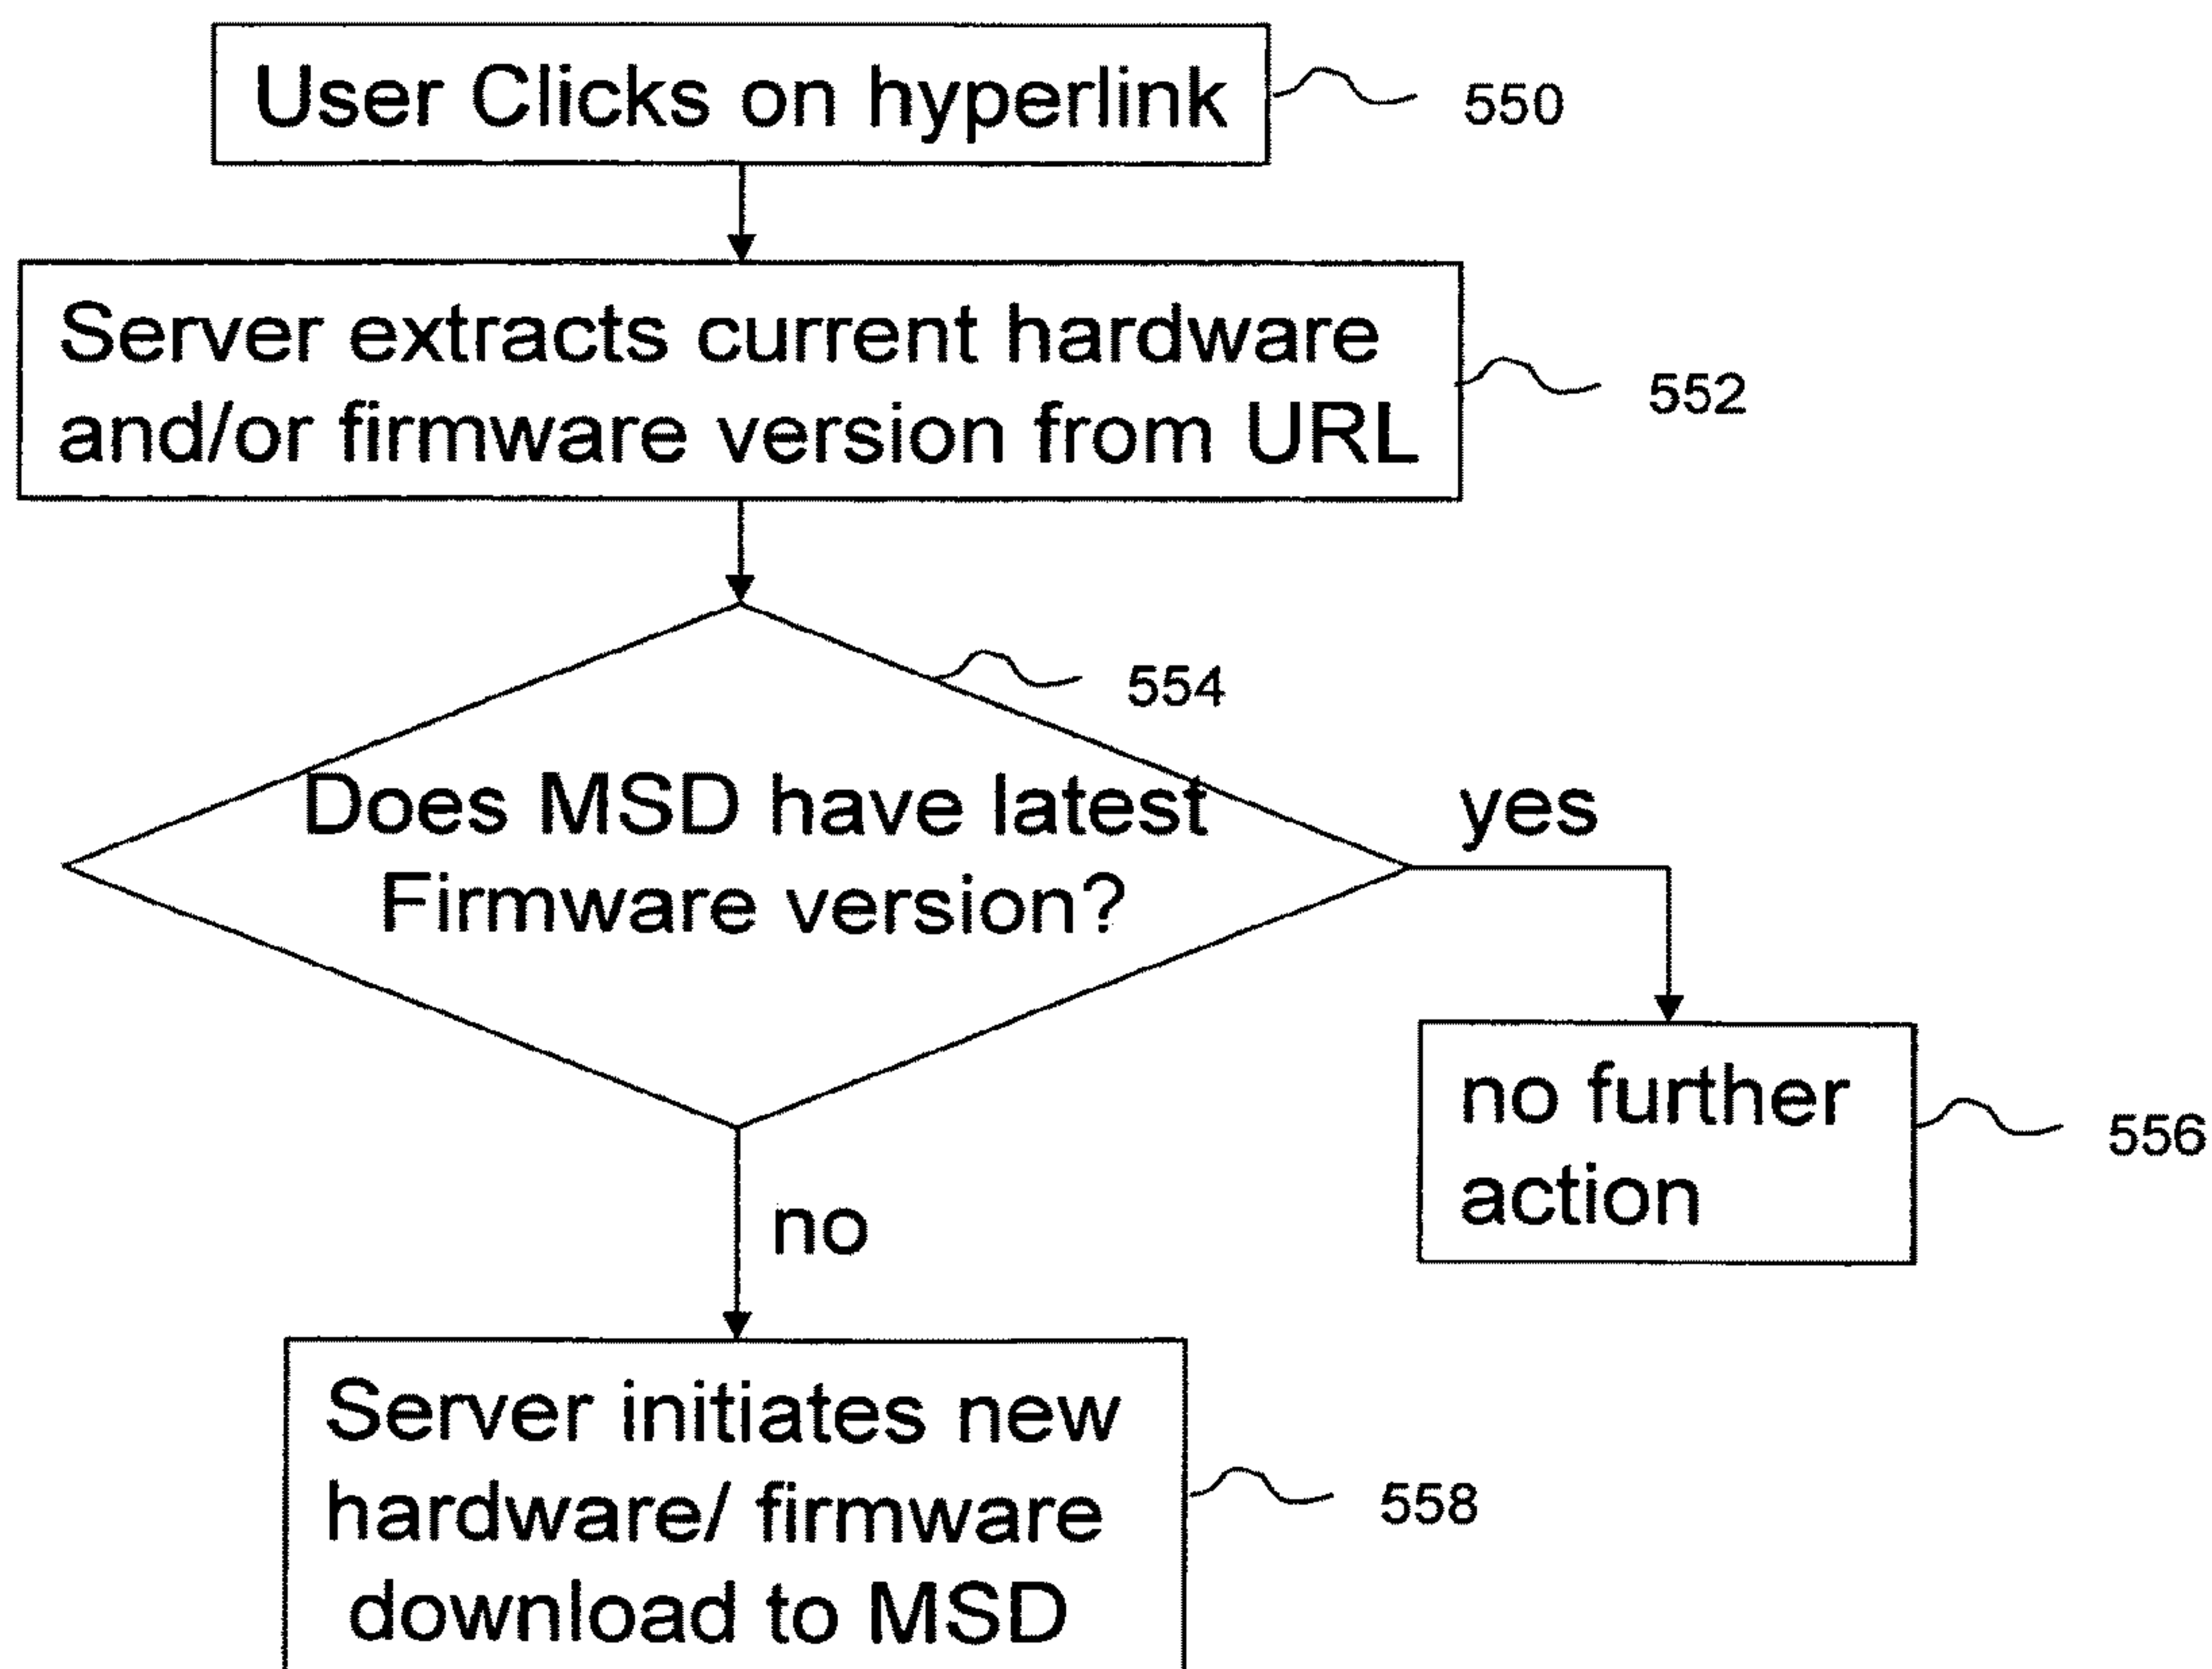 User Clicks on hyperlink
550
Server extracts current hardware
and/or firmware version from URL
552
554
Does MSD have latest
Firmware version?
yes
no further
action
556
no
Server initiates new
hardware/ firmware
download to MSD
558